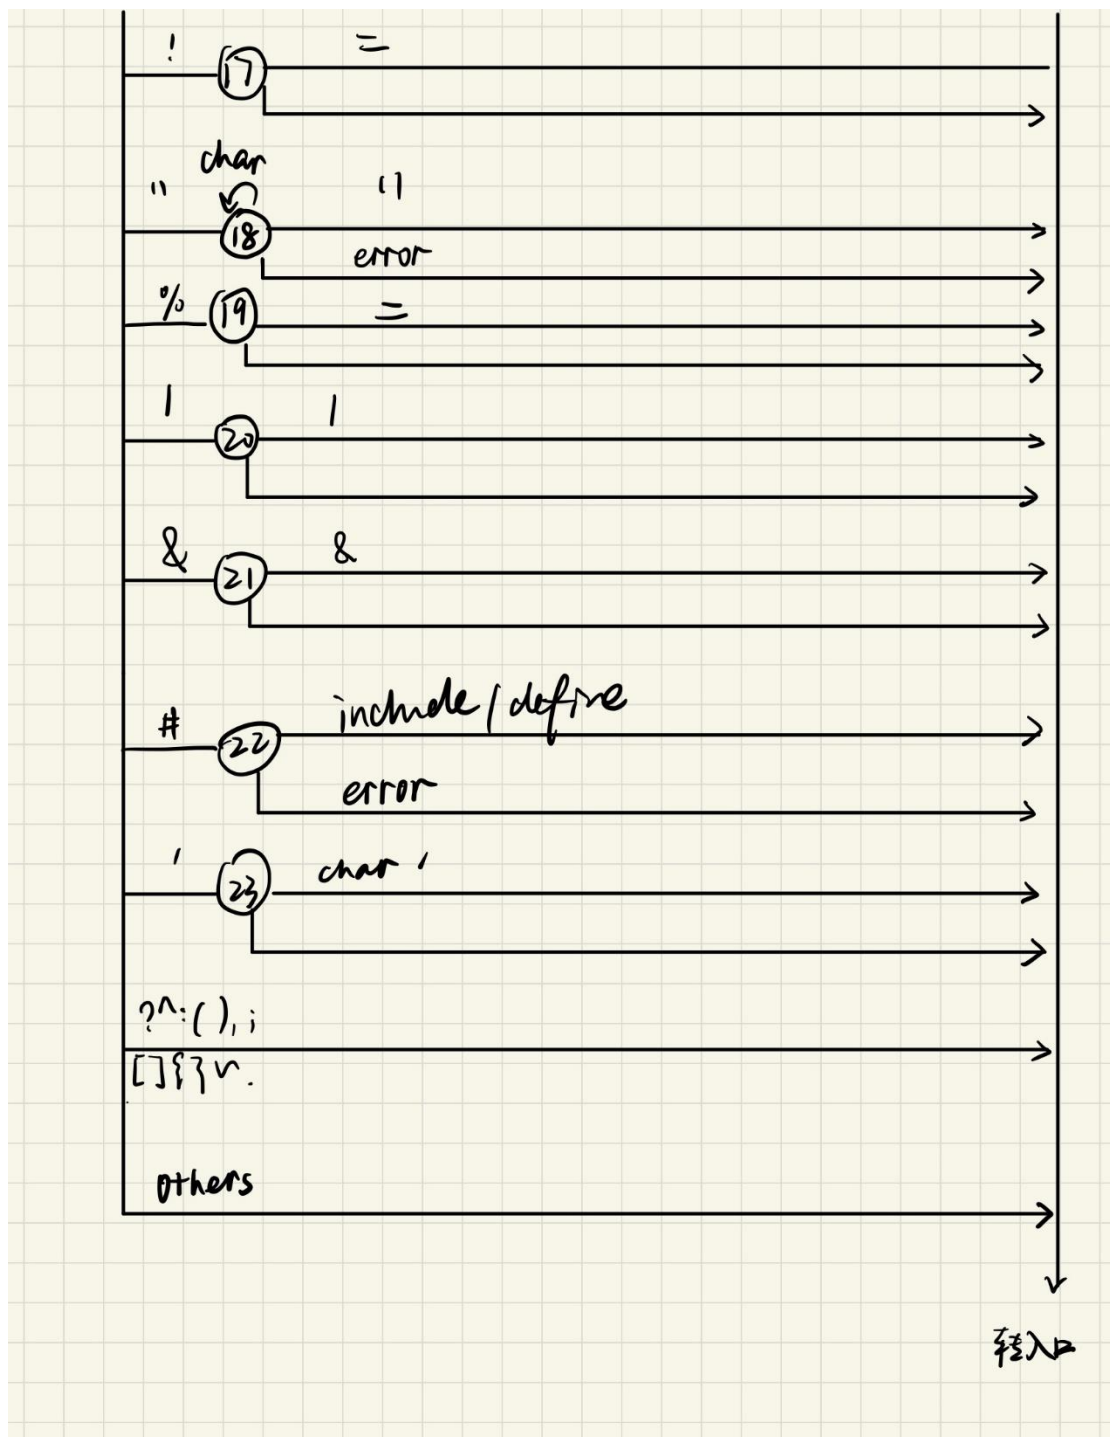 ! 17 =
char
" 18 "
error
% 19 =
| 20 |
& 21 &
# 22 include/define
error
' 23 char '
?^:(),;
[]{}~.
others
转入口